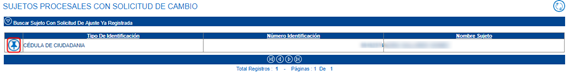 SUJETOS PROCESALES CON SOLICITUD DE CAMBIO
Buscar Sujeto Con Solicitud De Ajuste Ya Registrada
Tipo De Identificación Número Identificación Nombre Sujeto
CÉDULA DE CIUDADANIA
Total Registros : 1 - Páginas : 1 De 1